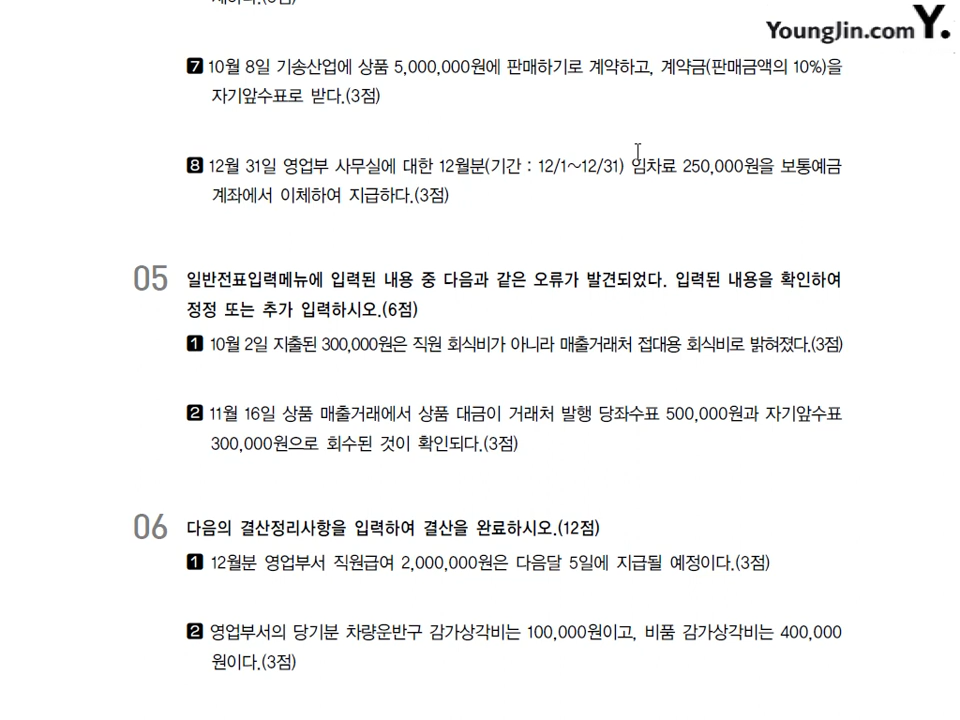 YoungJin.com Y.
7 10월 8일 기송산업에 상품 5,000,000원에 판매하기로 계약하고, 계약금(판매금액의 10%)을
자기앞수표로 받다.(3점)
8 12월 31일 영업부 사무실에 대한 12월분(기간 : 12/1~12/31) 임차료 250,000원을 보통예금
계좌에서 이체하여 지급하다.(3점)
05 일반전표입력메뉴에 입력된 내용 중 다음과 같은 오류가 발견되었다. 입력된 내용을 확인하여
정정 또는 추가 입력하시오.(6점)
1 10월 2일 지출된 300,000원은 직원 회식비가 아니라 매출거래처 접대용 회식비로 밝혀졌다.(3점)
2 11월 16일 상품 매출거래에서 상품 대금이 거래처 발행 당좌수표 500,000원과 자기앞수표
300,000원으로 회수된 것이 확인되다.(3점)
06 다음의 결산정리사항을 입력하여 결산을 완료하시오.(12점)
1 12월분 영업부서 직원급여 2,000,000원은 다음달 5일에 지급될 예정이다.(3점)
2 영업부서의 당기분 차량운반구 감가상각비는 100,000원이고, 비품 감가상각비는 400,000
원이다.(3점)